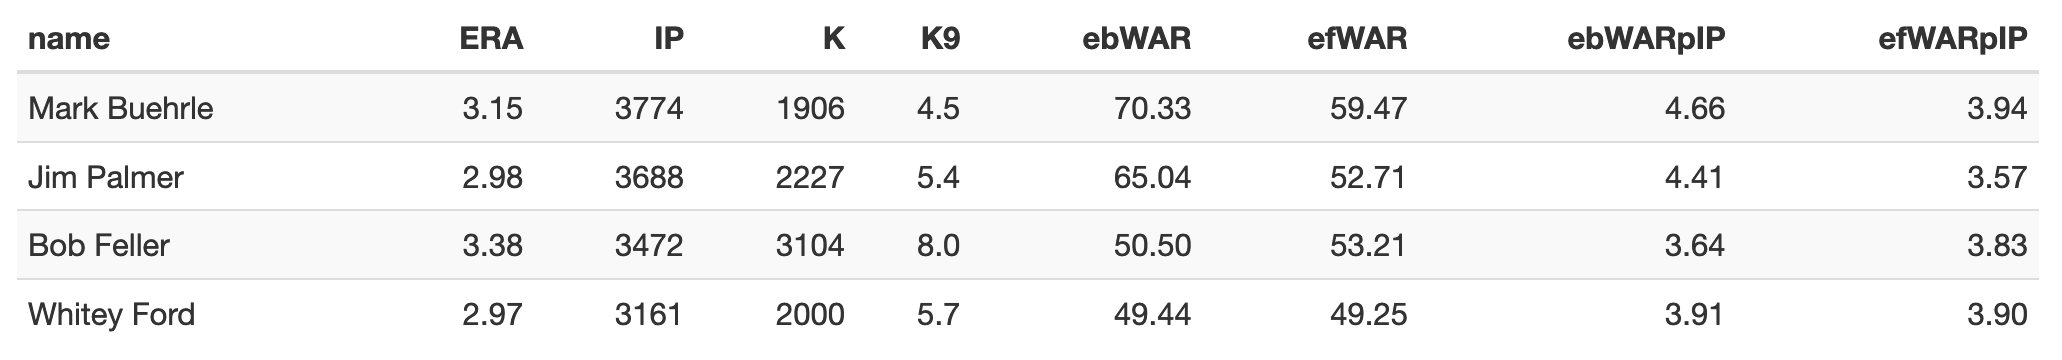 name ERA IP K K9 ebWAR efWAR ebWARpIP efWARpIP
Mark Buehrle 3.15 3774 1906 4.5 70.33 59.47 4.66 3.94
Jim Palmer 2.98 3688 2227 5.4 65.04 52.71 4.41 3.57
Bob Feller 3.38 3472 3104 8.0 50.50 53.21 3.64 3.83
Whitey Ford 2.97 3161 2000 5.7 49.44 49.25 3.91 3.90